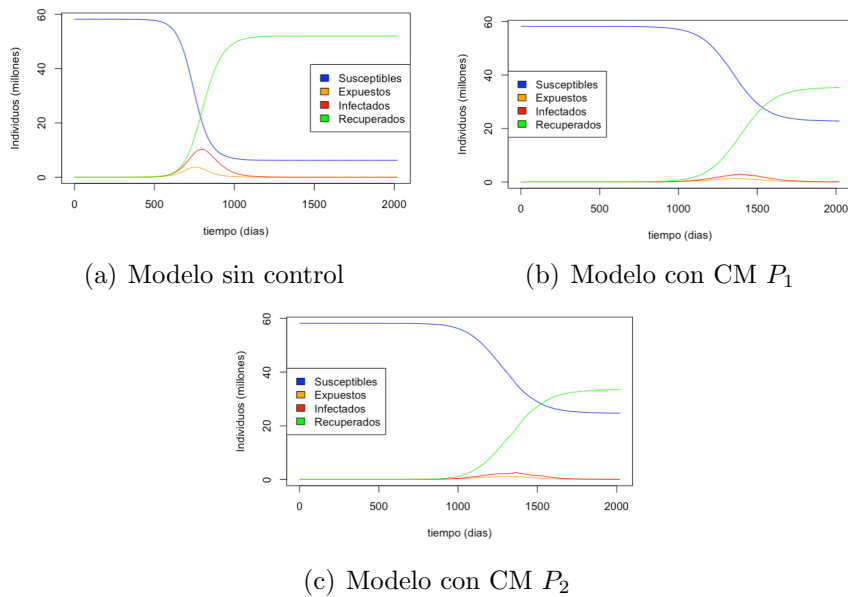 60
40
20
0
Individuos (millones)
Susceptibles
Expuestos
Infectados
Recuperados
0 500 1000 1500 2000
tiempo (días)
(a) Modelo sin control
60
40
20
0
Individuos (millones)
Susceptibles
Expuestos
Infectados
Recuperados
0 500 1000 1500 2000
tiempo (días)
(b) Modelo con CM P₁
60
40
20
0
Individuos (millones)
Susceptibles
Expuestos
Infectados
Recuperados
0 500 1000 1500 2000
tiempo (dias)
(c) Modelo con CM P₂